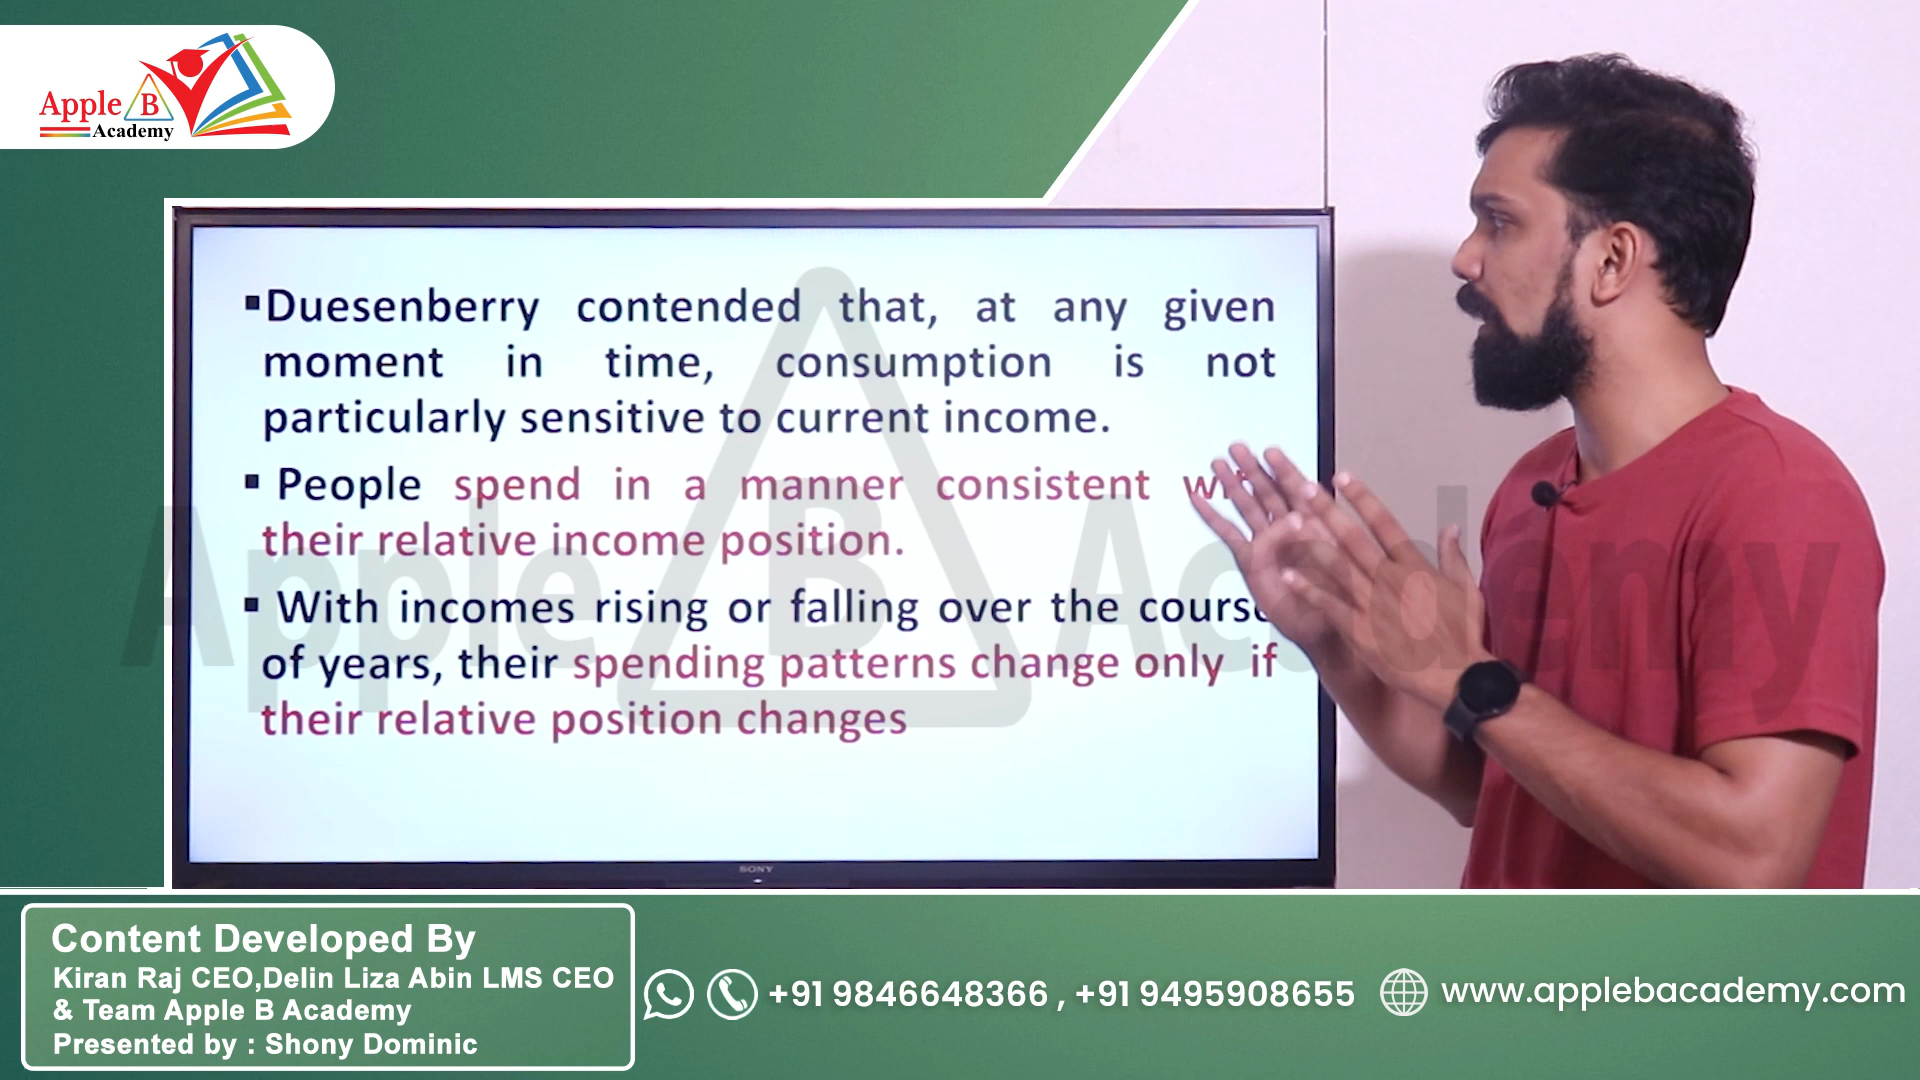 Apple B
Academy
▪Duesenberry contended that, at any given
moment in time, consumption is not
particularly sensitive to current income.
▪ People spend in a manner consistent
their relative income position.
▪ With incomes rising or falling over the course
of years, their spending patterns change only if
their relative position changes
Apple B Academy
SONY
Content Developed By
Kiran Raj CEO,Delin Liza Abin LMS CEO
& Team Apple B Academy
Presented by : Shony Dominic
+91 9846648366 , +91 9495908655
www.applebacademy.com